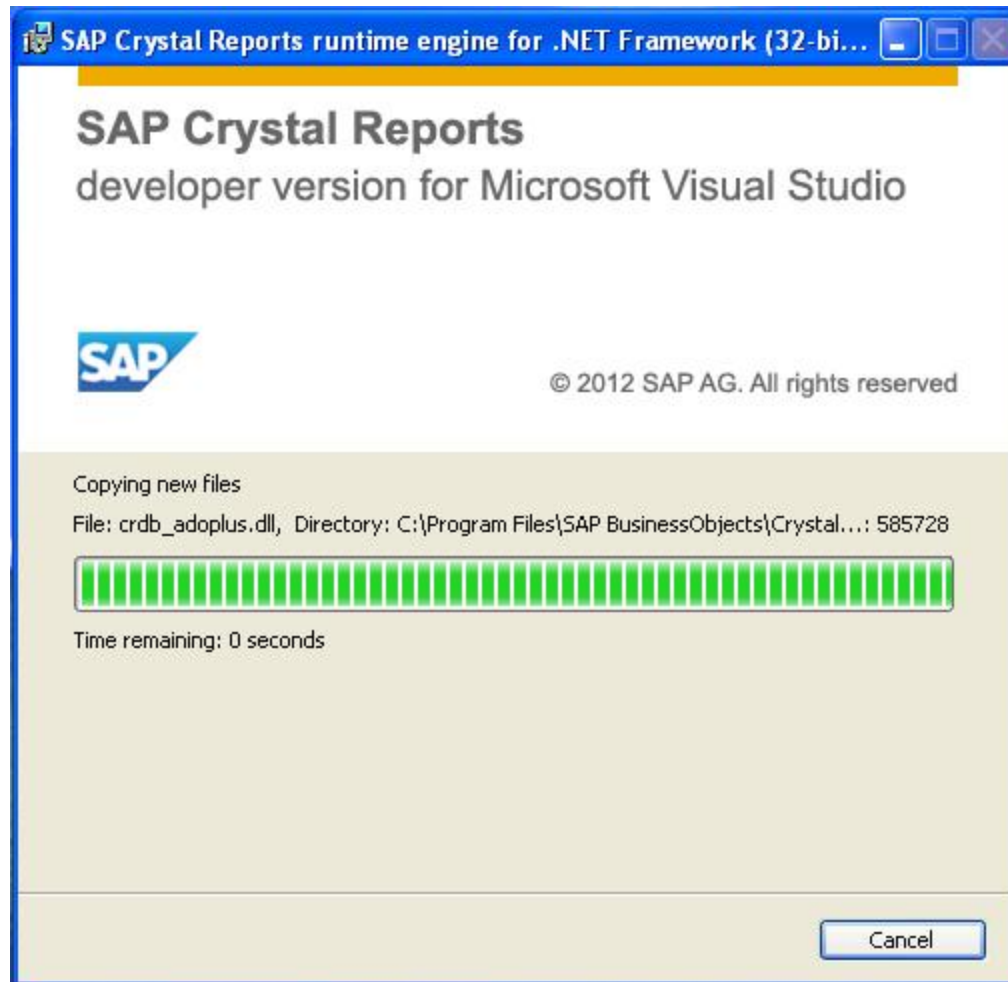 SAP Crystal Reports runtime engine for .NET Framework (32-bi...
SAP Crystal Reports
developer version for Microsoft Visual Studio
SAP
© 2012 SAP AG. All rights reserved
Copying new files
File: crdb_adoplus.dll, Directory: C:\Program Files\SAP BusinessObjects\Crystal...: 585728
Time remaining: 0 seconds
Cancel